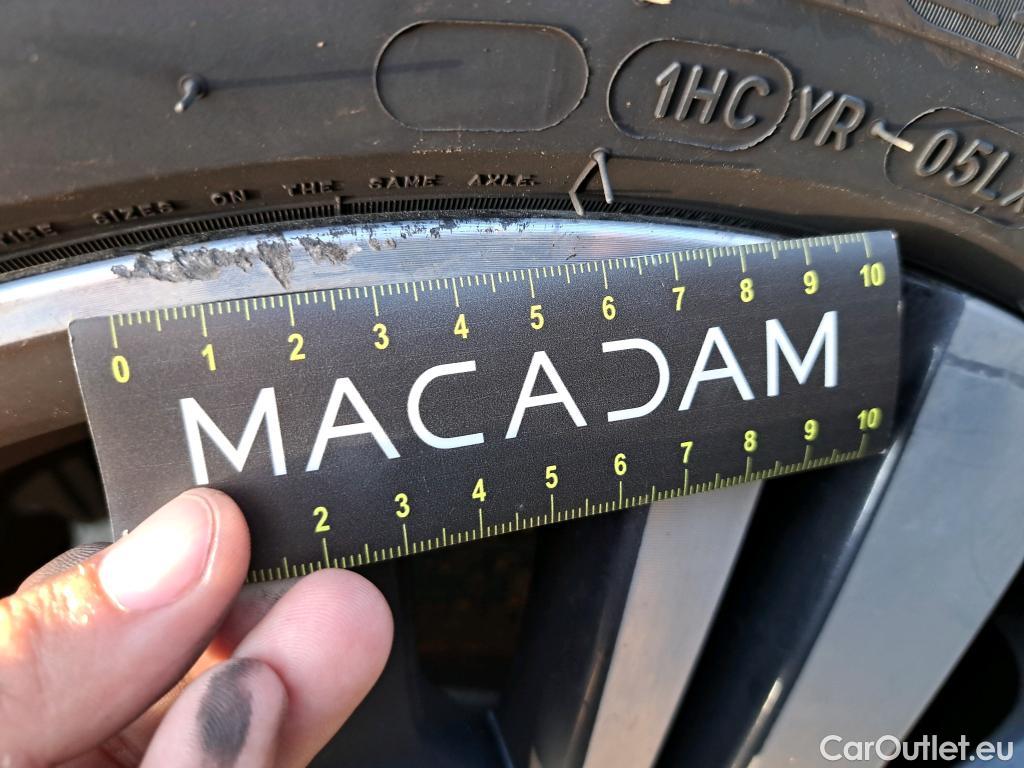 1HC YR 05L
TIRE SIZES ON THE SAME AXLE.
0 1 2 3 4 5 6 7 8 9 10
MACADAM
2 3 4 5 6 7 8 9 10
CarOutlet.eu